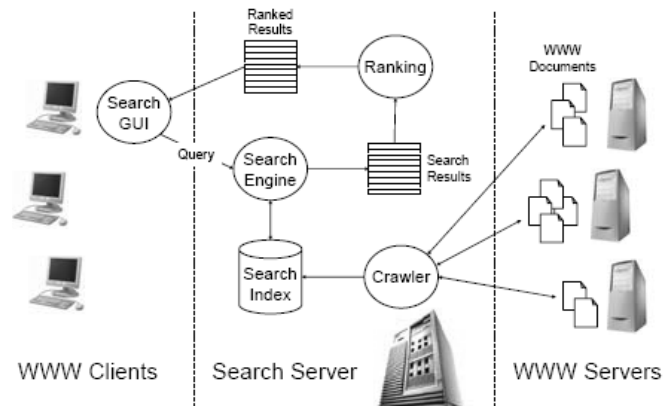 Ranked
Results
Ranking
WWW
Documents
Search
GUI
Query
Search
Engine
Search
Results
Search
Index
Crawler
WWW Clients
Search Server
WWW Servers